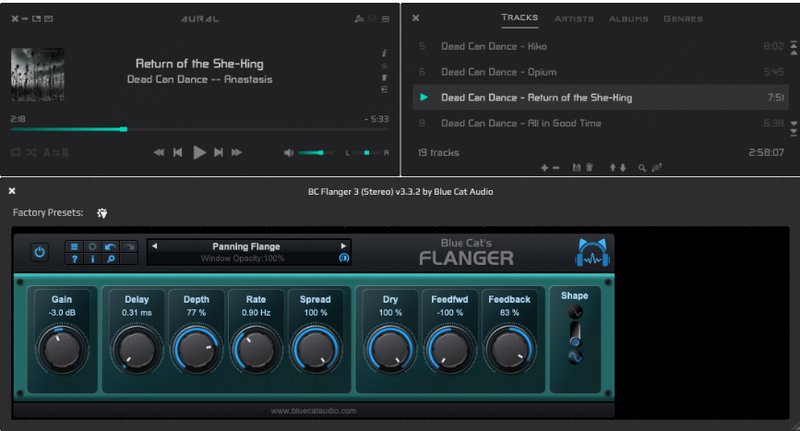 AURAL
Return of the She-King
Dead Can Dance -- Anastasis
2:18
- 5:33
A B
L R
TRACKS ARTISTS ALBUMS GENRES
5 Dead Can Dance - Kiko 8:02
6 Dead Can Dance - Opium 5:45
Dead Can Dance - Return of the She-King 7:51
8 Dead Can Dance - All in Good Time 6:38
19 tracks 2:58:07
BC Flanger 3 (Stereo) v3.3.2 by Blue Cat Audio
Factory Presets:
Panning Flange
Window Opacity:100%
Blue Cat's
FLANGER
Gain Delay Depth Rate Spread Dry Feedfwd Feedback Shape
-3.0 dB 0.31 ms 77 % 0.90 Hz 100 % 100 % -100 % 83 %
www.bluecataudio.com